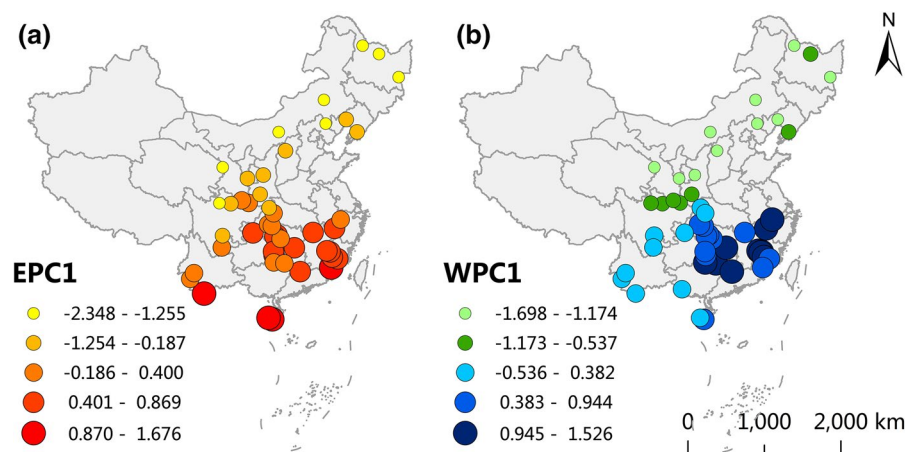 (a)
EPC1
-2.348 - -1.255
-1.254 - -0.187
-0.186 - 0.400
0.401 - 0.869
0.870 - 1.676
(b)
N
WPC1
-1.698 - -1.174
-1.173 - -0.537
-0.536 - 0.382
0.383 - 0.944
0.945 - 1.526
0 1,000 2,000 km